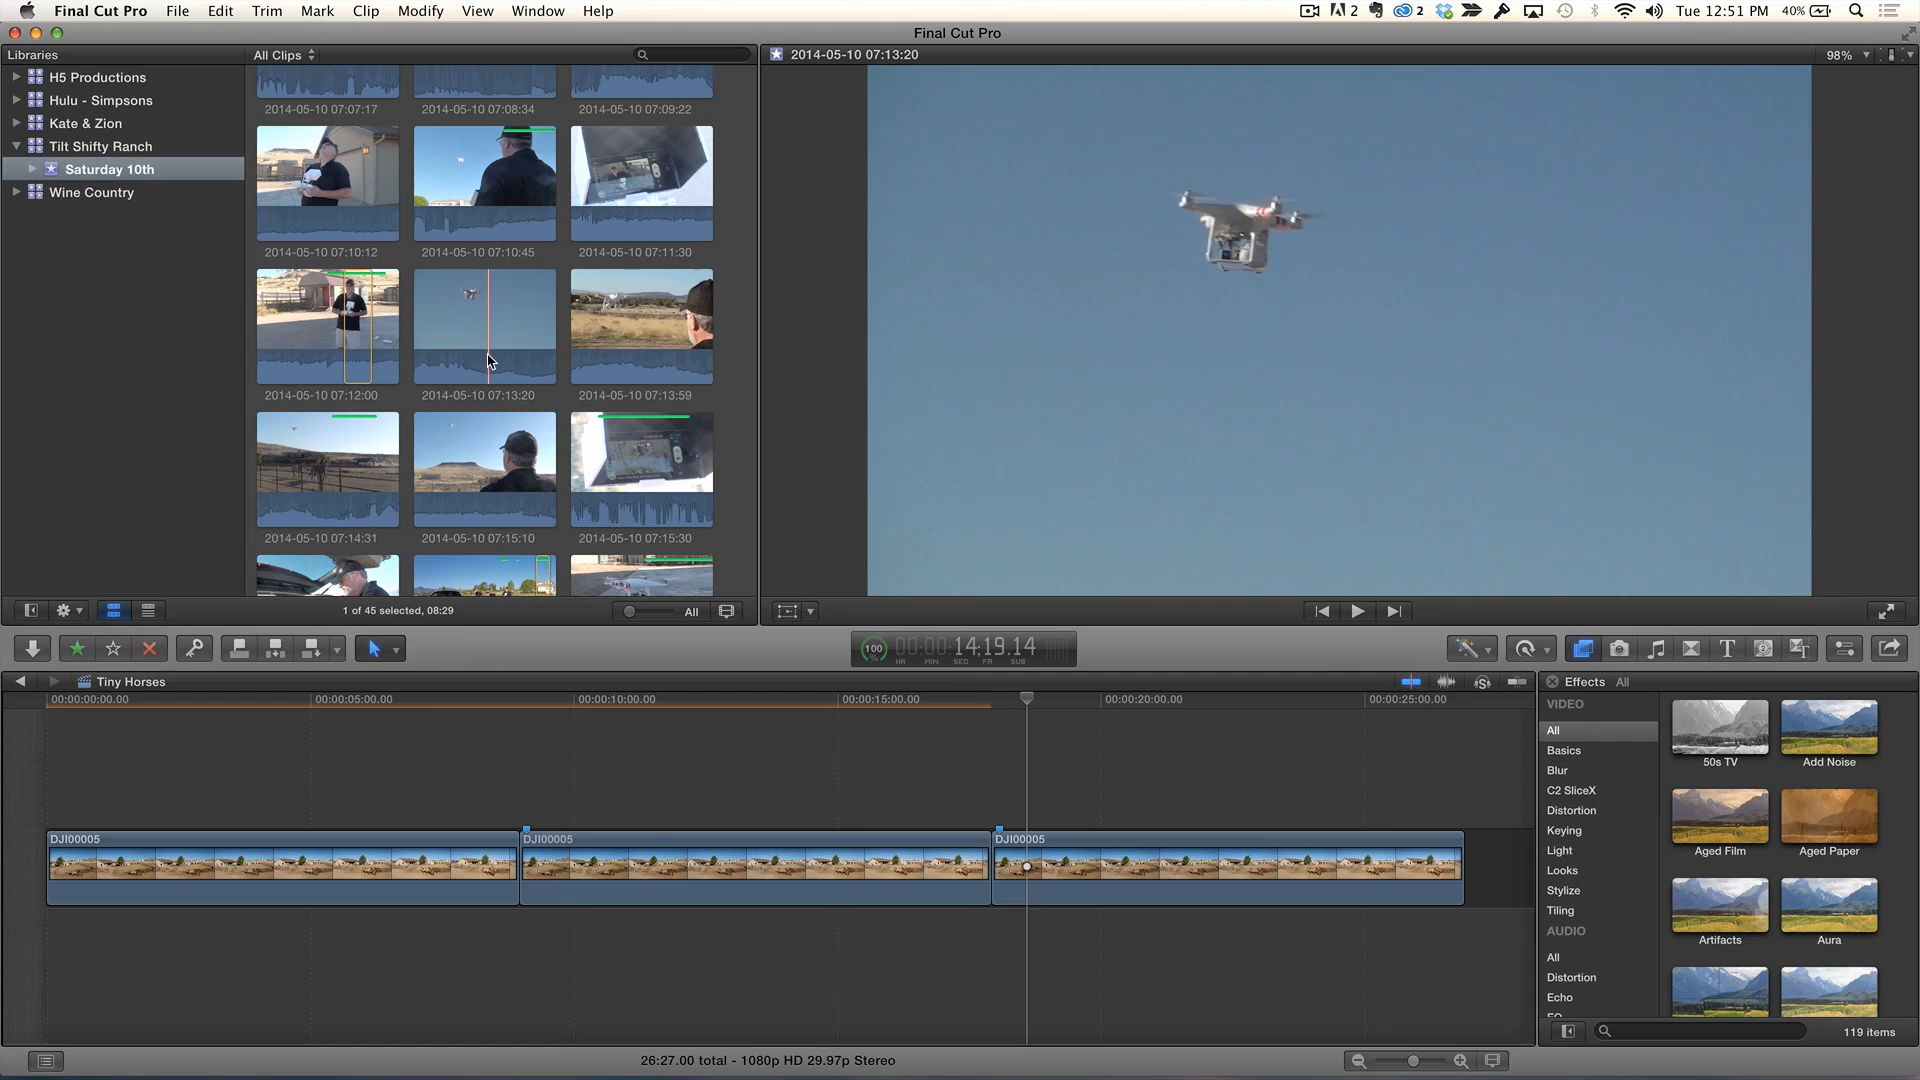 Final Cut Pro File Edit Trim Mark Clip Modify View Window Help 2 2 Tue 12:51 PM 40%
Final Cut Pro
Libraries
All Clips
2014-05-10 07:13:20
98%
H5 Productions
Hulu - Simpsons
Kate & Zion
Tilt Shifty Ranch
Saturday 10th
Wine Country
2014-05-10 07:07:17
2014-05-10 07:08:34
2014-05-10 07:09:22
2014-05-10 07:10:12
2014-05-10 07:10:45
2014-05-10 07:11:30
2014-05-10 07:12:00
2014-05-10 07:13:20
2014-05-10 07:13:59
2014-05-10 07:14:31
2014-05-10 07:15:10
2014-05-10 07:15:30
1 of 45 selected, 08:29
All
100
%
00:00:14:19.14
HR MIN SEC FR SUB
Tiny Horses
00:00:00:00.00
00:00:05:00.00
00:00:10:00.00
00:00:15:00.00
00:00:20:00.00
00:00:25:00.00
DJI00005
DJI00005
DJI00005
26:27.00 total - 1080p HD 29.97p Stereo
Effects All
VIDEO
All
Basics
Blur
C2 SliceX
Distortion
Keying
Light
Looks
Stylize
Tiling
AUDIO
All
Distortion
Echo
50s TV
Add Noise
Aged Film
Aged Paper
Artifacts
Aura
119 items